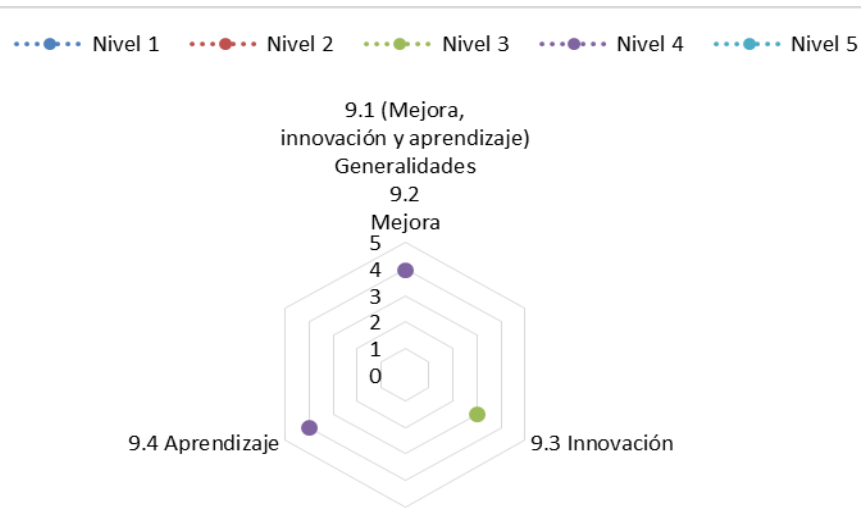 Nivel 1 Nivel 2 Nivel 3 Nivel 4 Nivel 5
9.1 (Mejora,
innovación y aprendizaje)
Generalidades
9.2
Mejora
5
4
3
2
1
0
9.4 Aprendizaje
9.3 Innovación